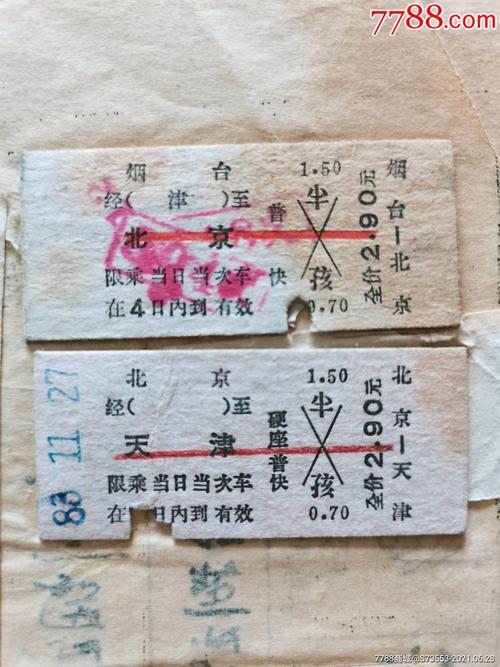 7788.com
烟 台 1.50
经( 津 )至 普快 半
北 京
限乘当日当次车 孩
在4日内到有效 0.70
全价2.90元
烟台—北京
83 11 27
北 京 1.50
经( )至 硬座普快 半
天 津
限乘当日当次车 孩
在 日内到有效 0.70
全价2.90元
北京—天津
7788商城@S73553-2021.05.28